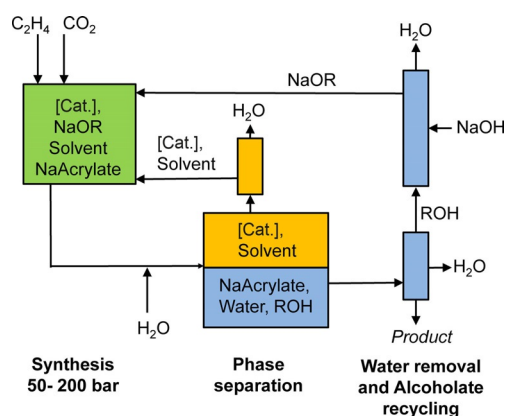 C₂H₄ CO₂
H₂O
NaOR
[Cat.],
NaOR
Solvent
NaAcrylate
H₂O
[Cat.],
Solvent
NaOH
ROH
[Cat.],
Solvent
NaAcrylate,
Water, ROH
H₂O
H₂O
Product
Synthesis
50- 200 bar
Phase
separation
Water removal
and Alcoholate
recycling